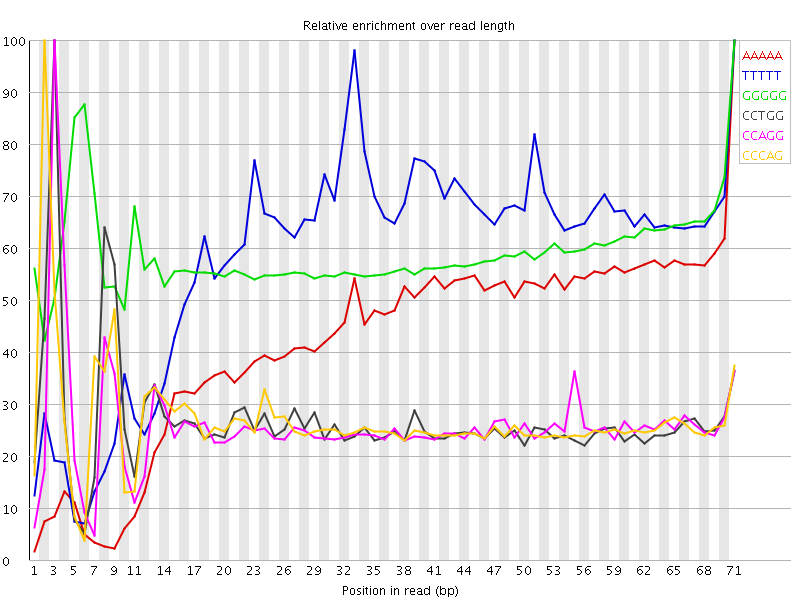 Relative enrichment over read length
100
90
80
70
60
50
40
30
20
10
0
AAAAA
TTTTT
GGGGG
CCTGG
CCAGG
CCCAG
1 3 5 7 9 11 14 17 20 23 26 29 32 35 38 41 44 47 50 53 56 59 62 65 68 71
Position in read (bp)